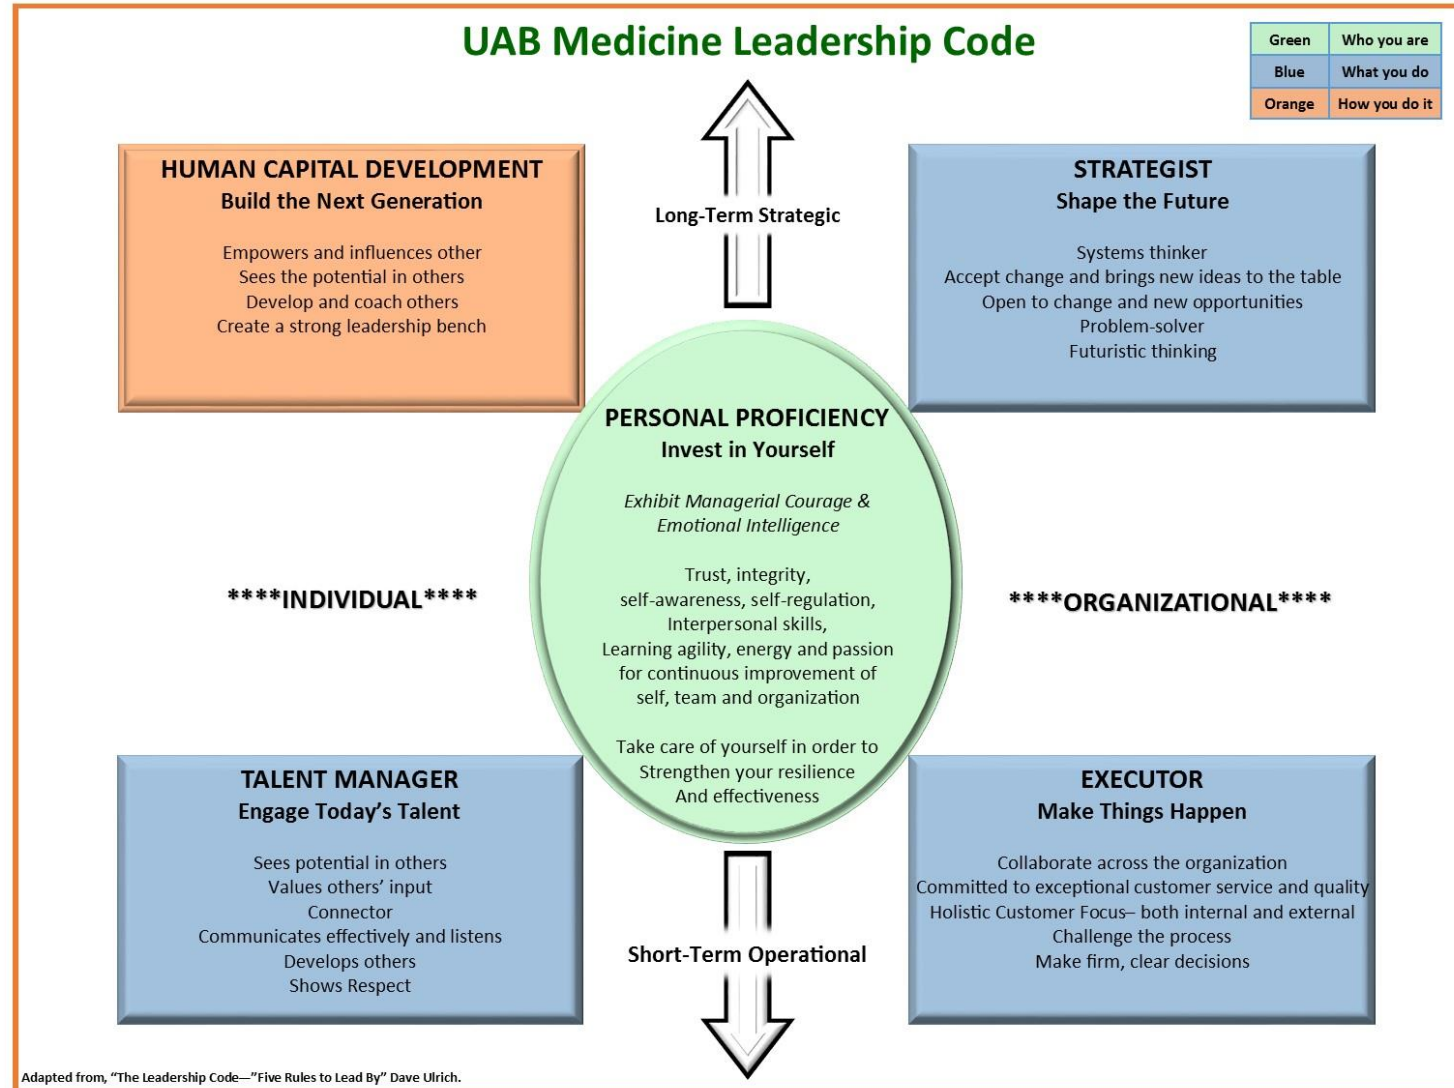 UAB Medicine Leadership Code
Green Who you are
Blue What you do
Orange How you do it
HUMAN CAPITAL DEVELOPMENT
Build the Next Generation
Empowers and influences other
Sees the potential in others
Develop and coach others
Create a strong leadership bench
Long-Term Strategic
STRATEGIST
Shape the Future
Systems thinker
Accept change and brings new ideas to the table
Open to change and new opportunities
Problem-solver
Futuristic thinking
PERSONAL PROFICIENCY
Invest in Yourself
Exhibit Managerial Courage &
Emotional Intelligence
Trust, integrity,
self-awareness, self-regulation,
Interpersonal skills,
Learning agility, energy and passion
for continuous improvement of
self, team and organization
Take care of yourself in order to
Strengthen your resilience
And effectiveness
****INDIVIDUAL****
****ORGANIZATIONAL****
TALENT MANAGER
Engage Today’s Talent
Sees potential in others
Values others’ input
Connector
Communicates effectively and listens
Develops others
Shows Respect
Short-Term Operational
EXECUTOR
Make Things Happen
Collaborate across the organization
Committed to exceptional customer service and quality
Holistic Customer Focus– both internal and external
Challenge the process
Make firm, clear decisions
Adapted from, “The Leadership Code—”Five Rules to Lead By” Dave Ulrich.